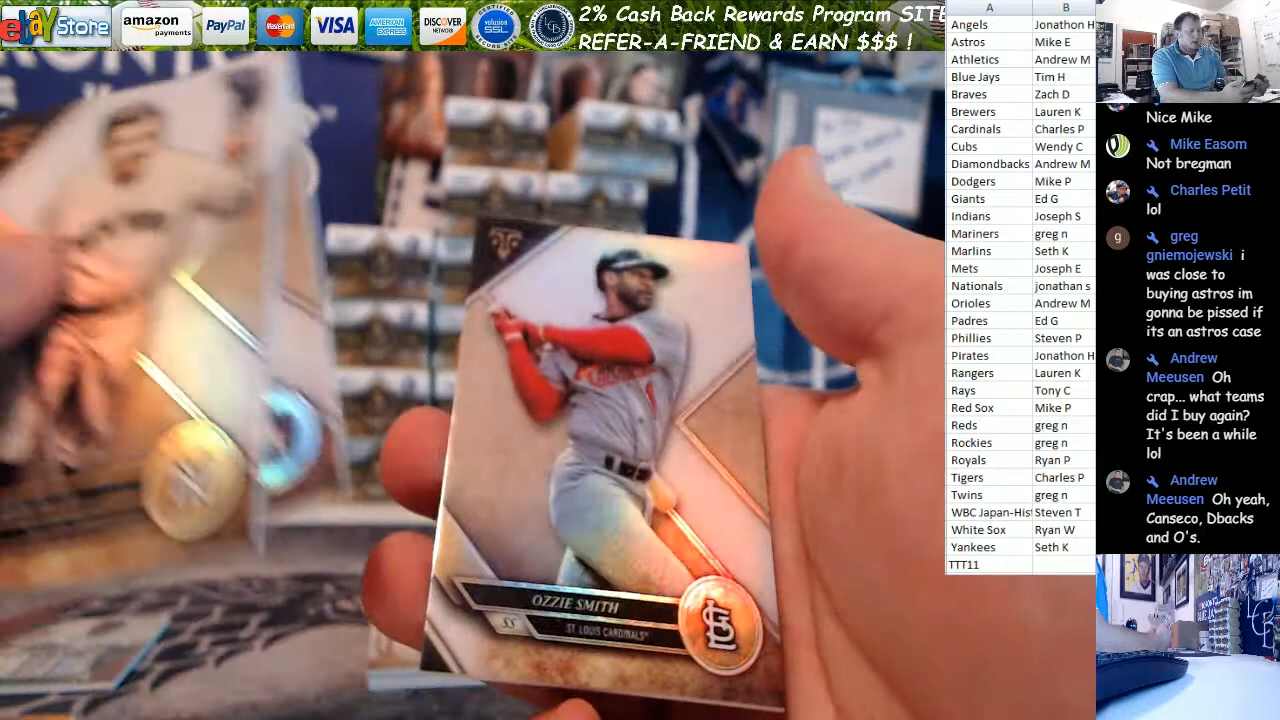 ebay Store
amazon
payments
PayPal
MasterCard
VISA
AMERICAN
EXPRESS
DISCOVER
NETWORK
volusion
SSL
2% Cash Back Rewards Program SITE
REFER-A-FRIEND & EARN $$$ !
A B
Angels Jonathon H
Astros Mike E
Athletics Andrew M
Blue Jays Tim H
Braves Zach D
Brewers Lauren K
Cardinals Charles P
Cubs Wendy C
Diamondbacks Andrew M
Dodgers Mike P
Giants Ed G
Indians Joseph S
Mariners greg n
Marlins Seth K
Mets Joseph E
Nationals jonathan s
Orioles Andrew M
Padres Ed G
Phillies Steven P
Pirates Jonathon H
Rangers Lauren K
Rays Tony C
Red Sox Mike P
Reds greg n
Rockies greg n
Royals Ryan P
Tigers Charles P
Twins greg n
WBC Japan-Hist Steven T
White Sox Ryan W
Yankees Seth K
TTT11
Nice Mike
Mike Easom
Not bregman
Charles Petit
lol
g greg
gniemojewski i
was close to
buying astros im
gonna be pissed if
its an astros case
Andrew
Meeusen Oh
crap... what teams
did I buy again?
It's been a while
lol
Andrew
Meeusen Oh yeah,
Canseco, Dbacks
and O's.
OZZIE SMITH
SS ST. LOUIS CARDINALS™